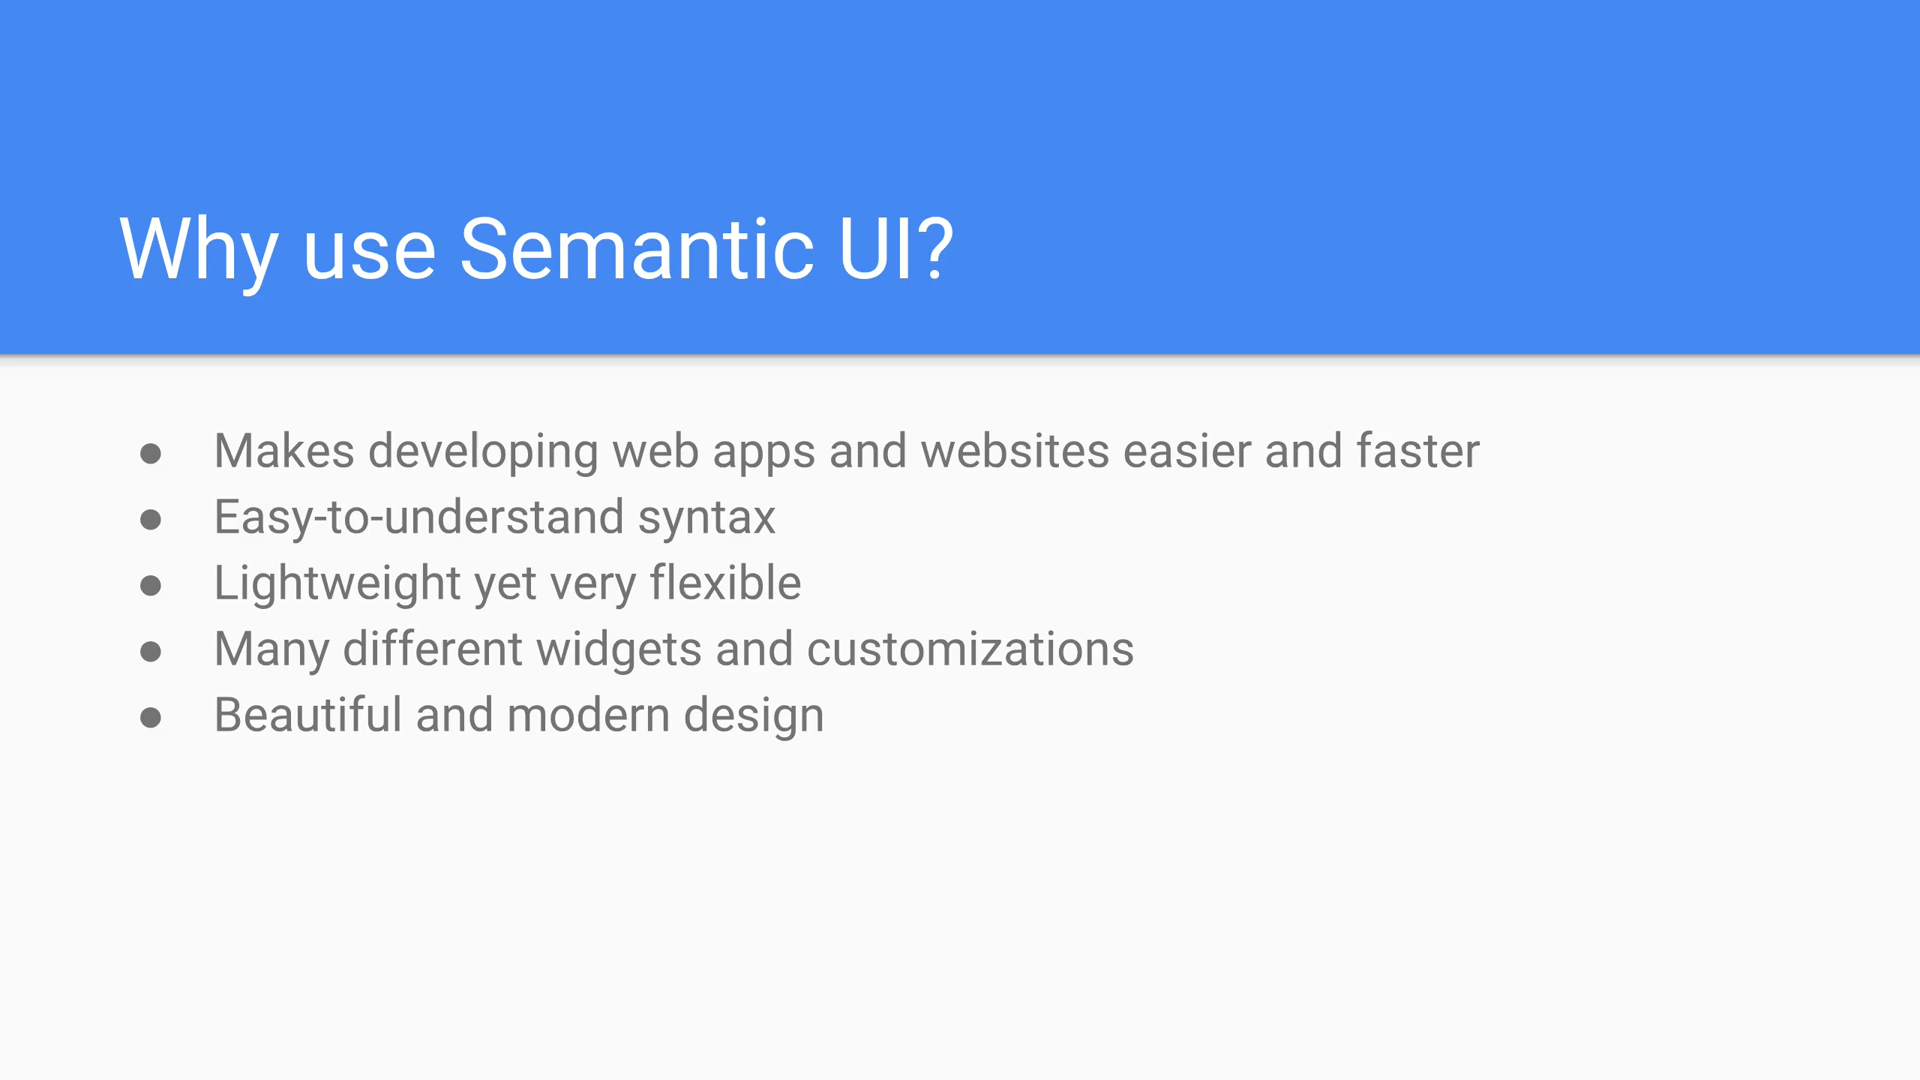 Why use Semantic UI?
● Makes developing web apps and websites easier and faster
● Easy-to-understand syntax
● Lightweight yet very flexible
● Many different widgets and customizations
● Beautiful and modern design